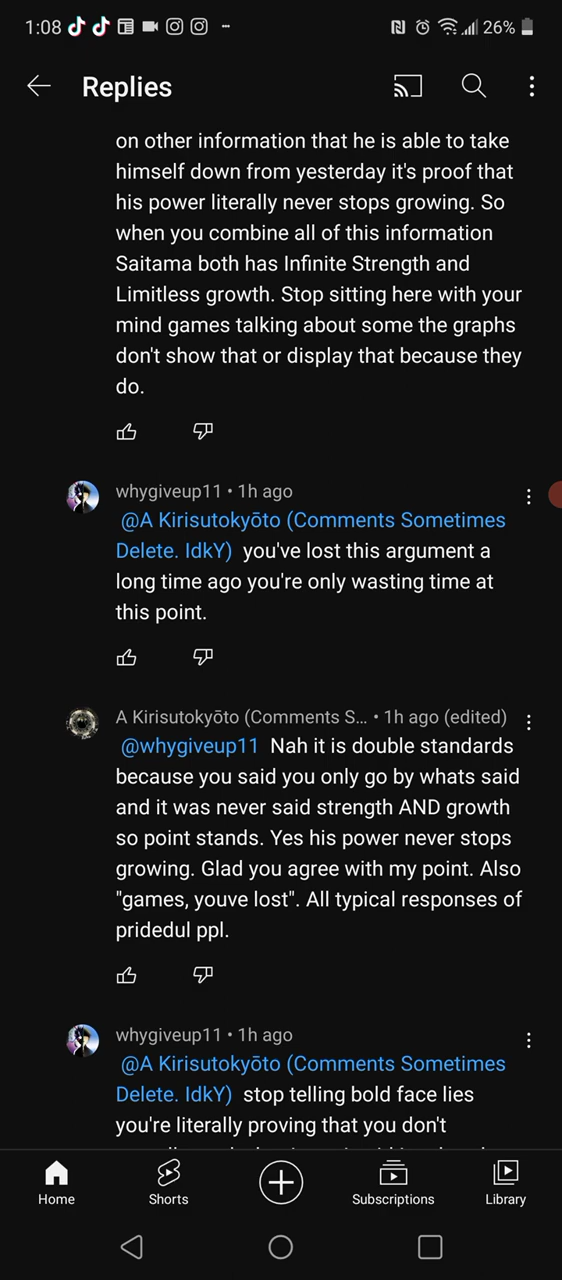 1:08
26%
Replies
on other information that he is able to take
himself down from yesterday it's proof that
his power literally never stops growing. So
when you combine all of this information
Saitama both has Infinite Strength and
Limitless growth. Stop sitting here with your
mind games talking about some the graphs
don't show that or display that because they
do.
whygiveup11 • 1h ago
@A Kirisutokyōto (Comments Sometimes
Delete. IdkY) you've lost this argument a
long time ago you're only wasting time at
this point.
A Kirisutokyōto (Comments S... • 1h ago (edited)
@whygiveup11 Nah it is double standards
because you said you only go by whats said
and it was never said strength AND growth
so point stands. Yes his power never stops
growing. Glad you agree with my point. Also
"games, youve lost". All typical responses of
pridedul ppl.
whygiveup11 • 1h ago
@A Kirisutokyōto (Comments Sometimes
Delete. IdkY) stop telling bold face lies
you're literally proving that you don't
Home
Shorts
Subscriptions
Library